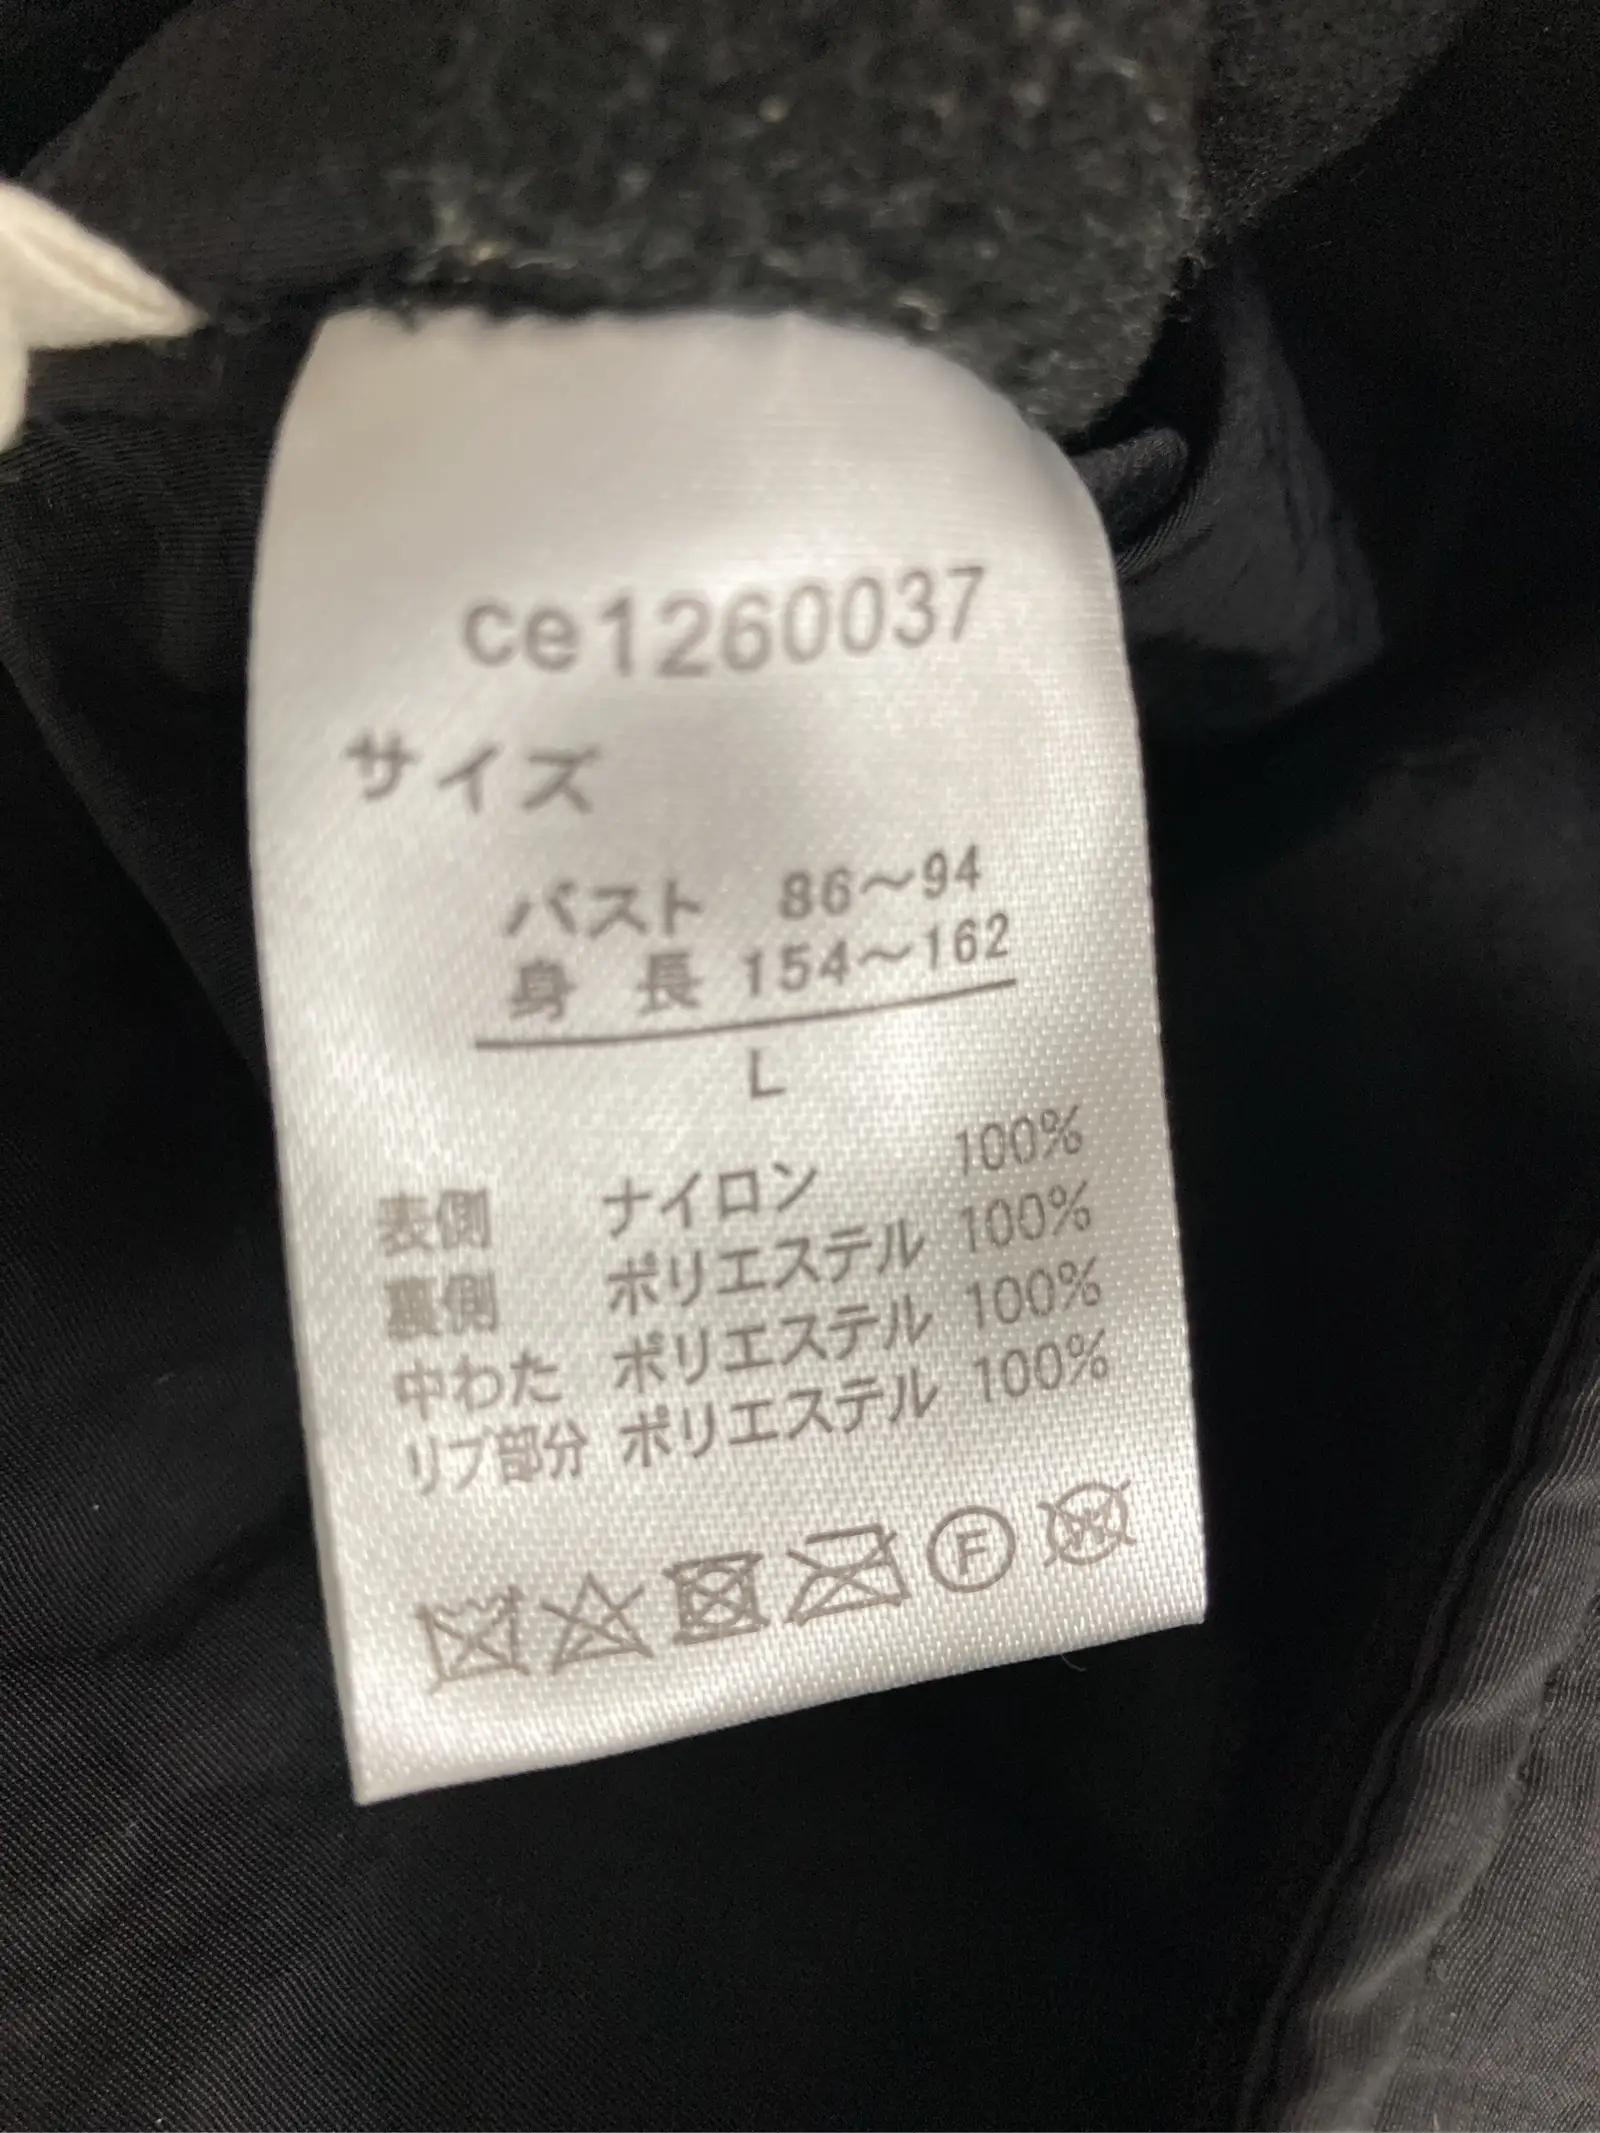 ce1260037
サイズ
バスト 86～94
身 長 154～162
L
表側 ナイロン 100%
裏側 ポリエステル 100%
中わた ポリエステル 100%
リブ部分 ポリエステル 100%
F W